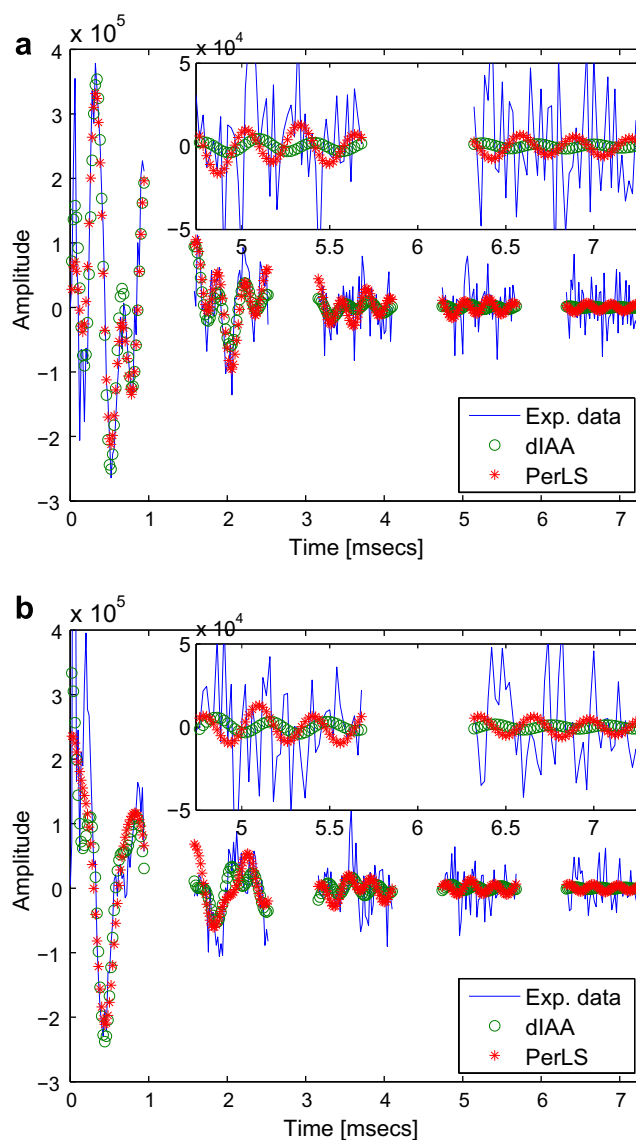 a
x 10^5
x 10^4
4
3
2
1
0
−1
−2
−3
5
0
−5
5 5.5 6 6.5 7
0 1 2 3 4 5 6 7
Amplitude
Time [msecs]
Exp. data
dIAA
PerLS
b
x 10^5
x 10^4
4
3
2
1
0
−1
−2
−3
5
0
−5
5 5.5 6 6.5 7
0 1 2 3 4 5 6 7
Amplitude
Time [msecs]
Exp. data
dIAA
PerLS